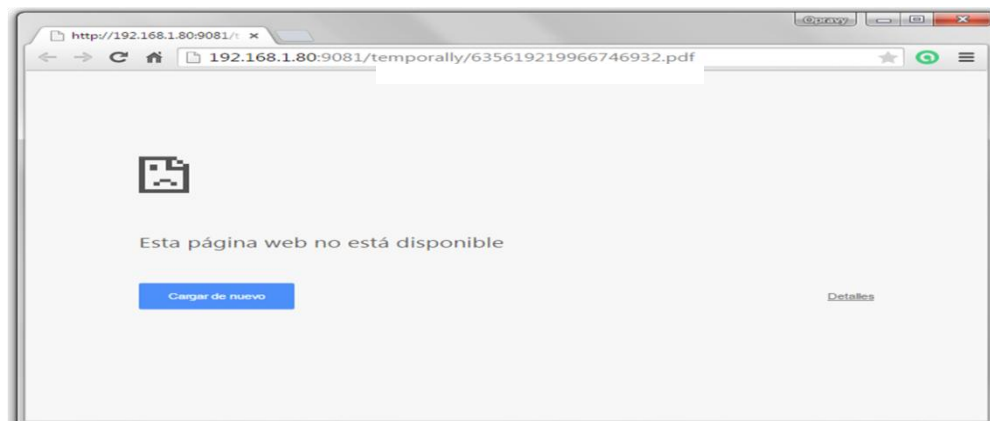 Opravy
http://192.168.1.80:9081/t
192.168.1.80:9081/temporally/635619219966746932.pdf
Esta página web no está disponible
Cargar de nuevo
Detalles